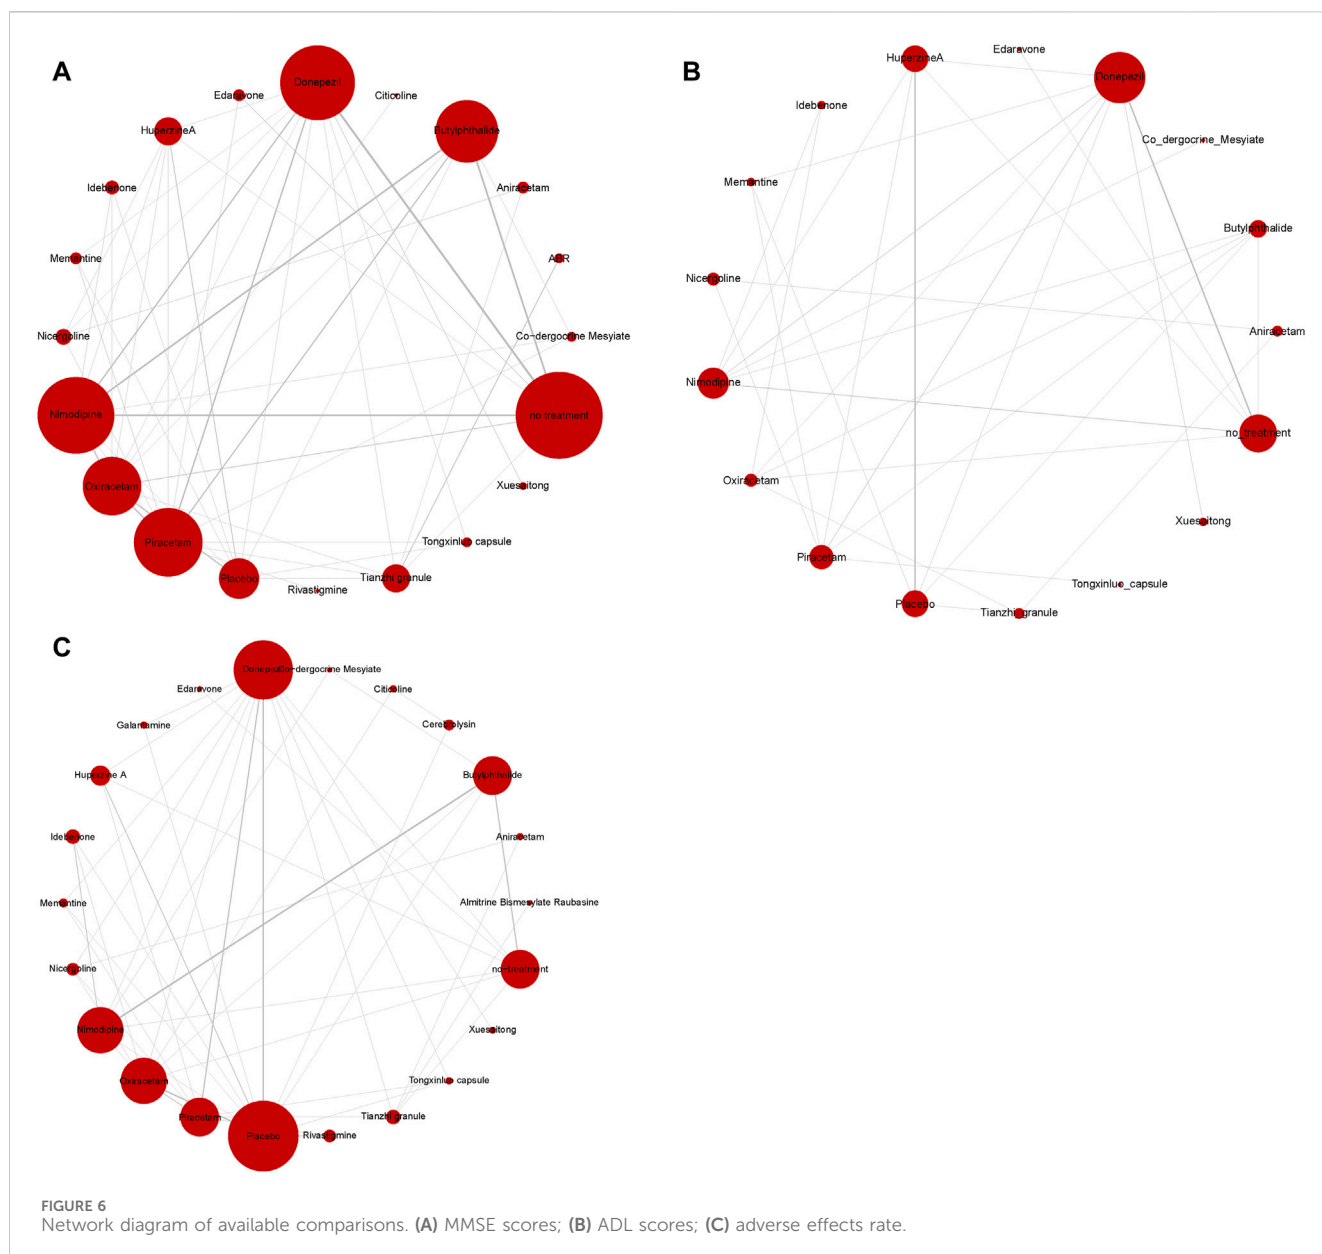 A
Donepezil
Edaravone
Citicoline
HuperzineA
Butylphthalide
Idebenone
Aniracetam
Memantine
ABR
Nicergoline
Co-dergocrine Mesyiate
Nimodipine
no treatment
Oxiracetam
Xuesaitong
Piracetam
Tongxinluo capsule
Placebo
Tianzhi granule
Rivastigmine
B
HuperzineA
Edaravone
Donepezil
Idebenone
Co_dergocrine_Mesyiate
Memantine
Butylphthalide
Nicergoline
Aniracetam
Nimodipine
no_treatment
Oxiracetam
Xuesaitong
Piracetam
Tongxinluo_capsule
Placebo
Tianzhi_granule
C
Donepezil
Co-dergocrine Mesyiate
Edaravone
Citicoline
Galantamine
Cerebrolysin
Huperzine A
Butylphthalide
Idebenone
Aniracetam
Memantine
Almitrine Bismesylate Raubasine
Nicergoline
no-treatment
Nimodipine
Xuesaitong
Oxiracetam
Tongxinluo capsule
Piracetam
Tianzhi granule
Placebo
Rivastigmine
FIGURE 6
Network diagram of available comparisons. (A) MMSE scores; (B) ADL scores; (C) adverse effects rate.